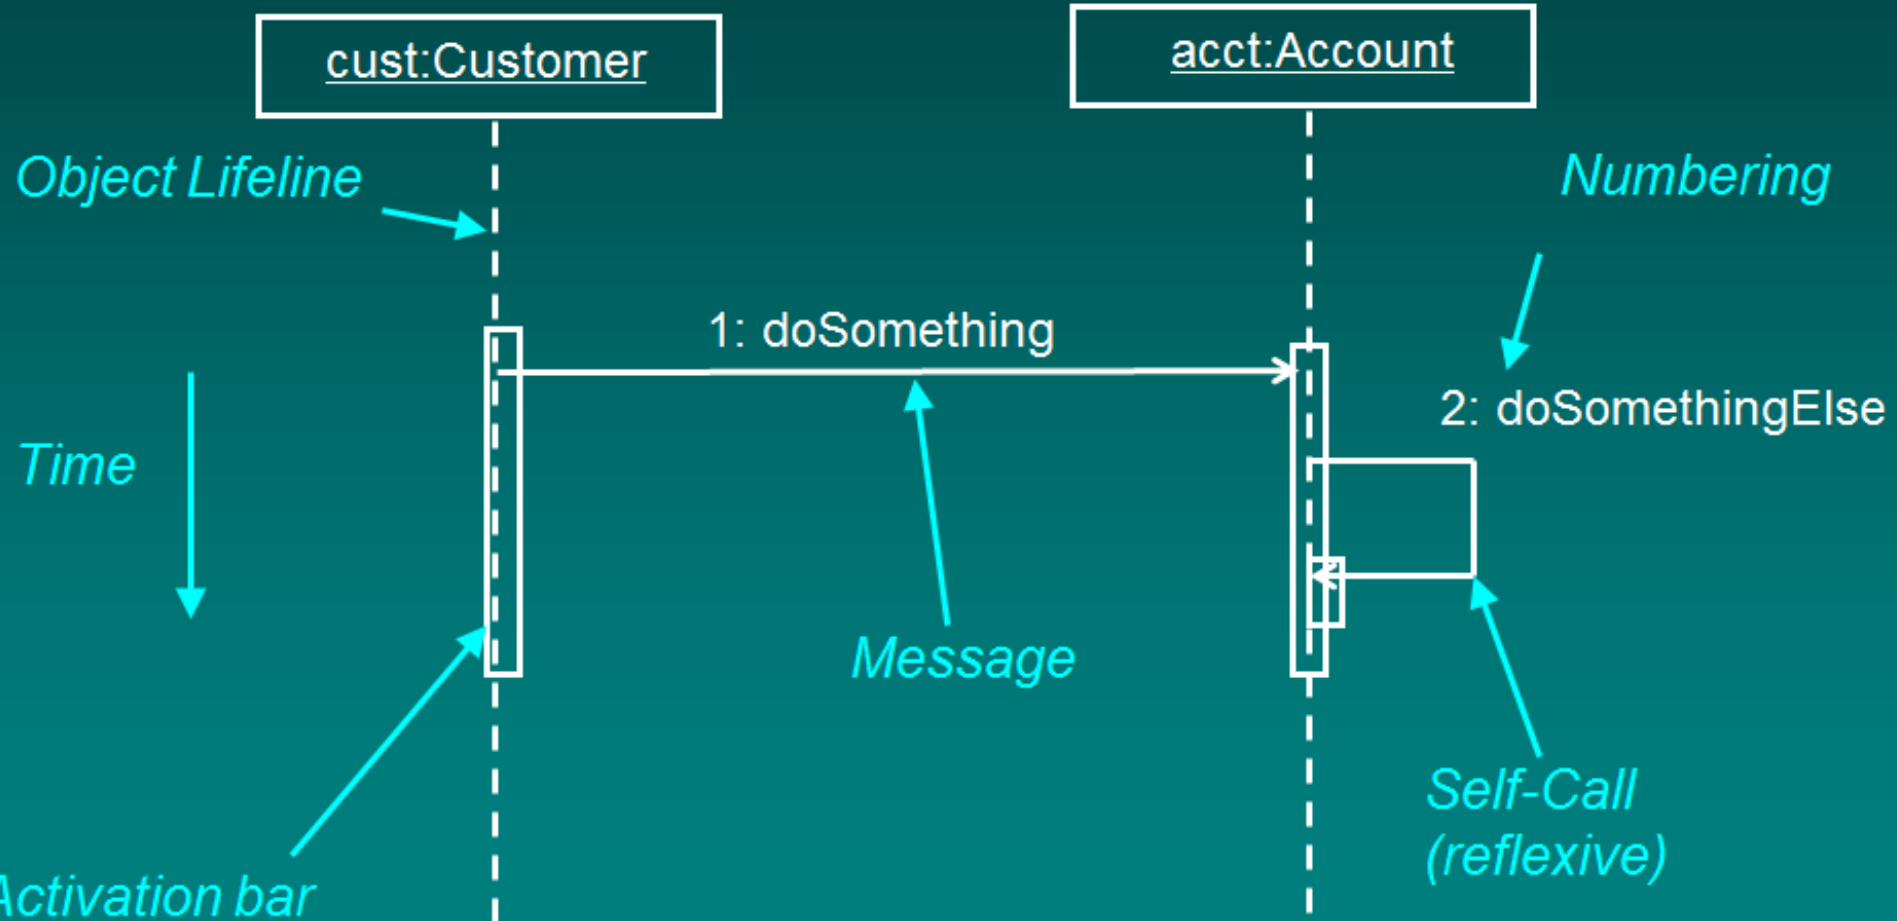 cust:Customer
acct:Account
Object Lifeline
Numbering
1: doSomething
2: doSomethingElse
Time
Message
Self-Call
(reflexive)
Activation bar